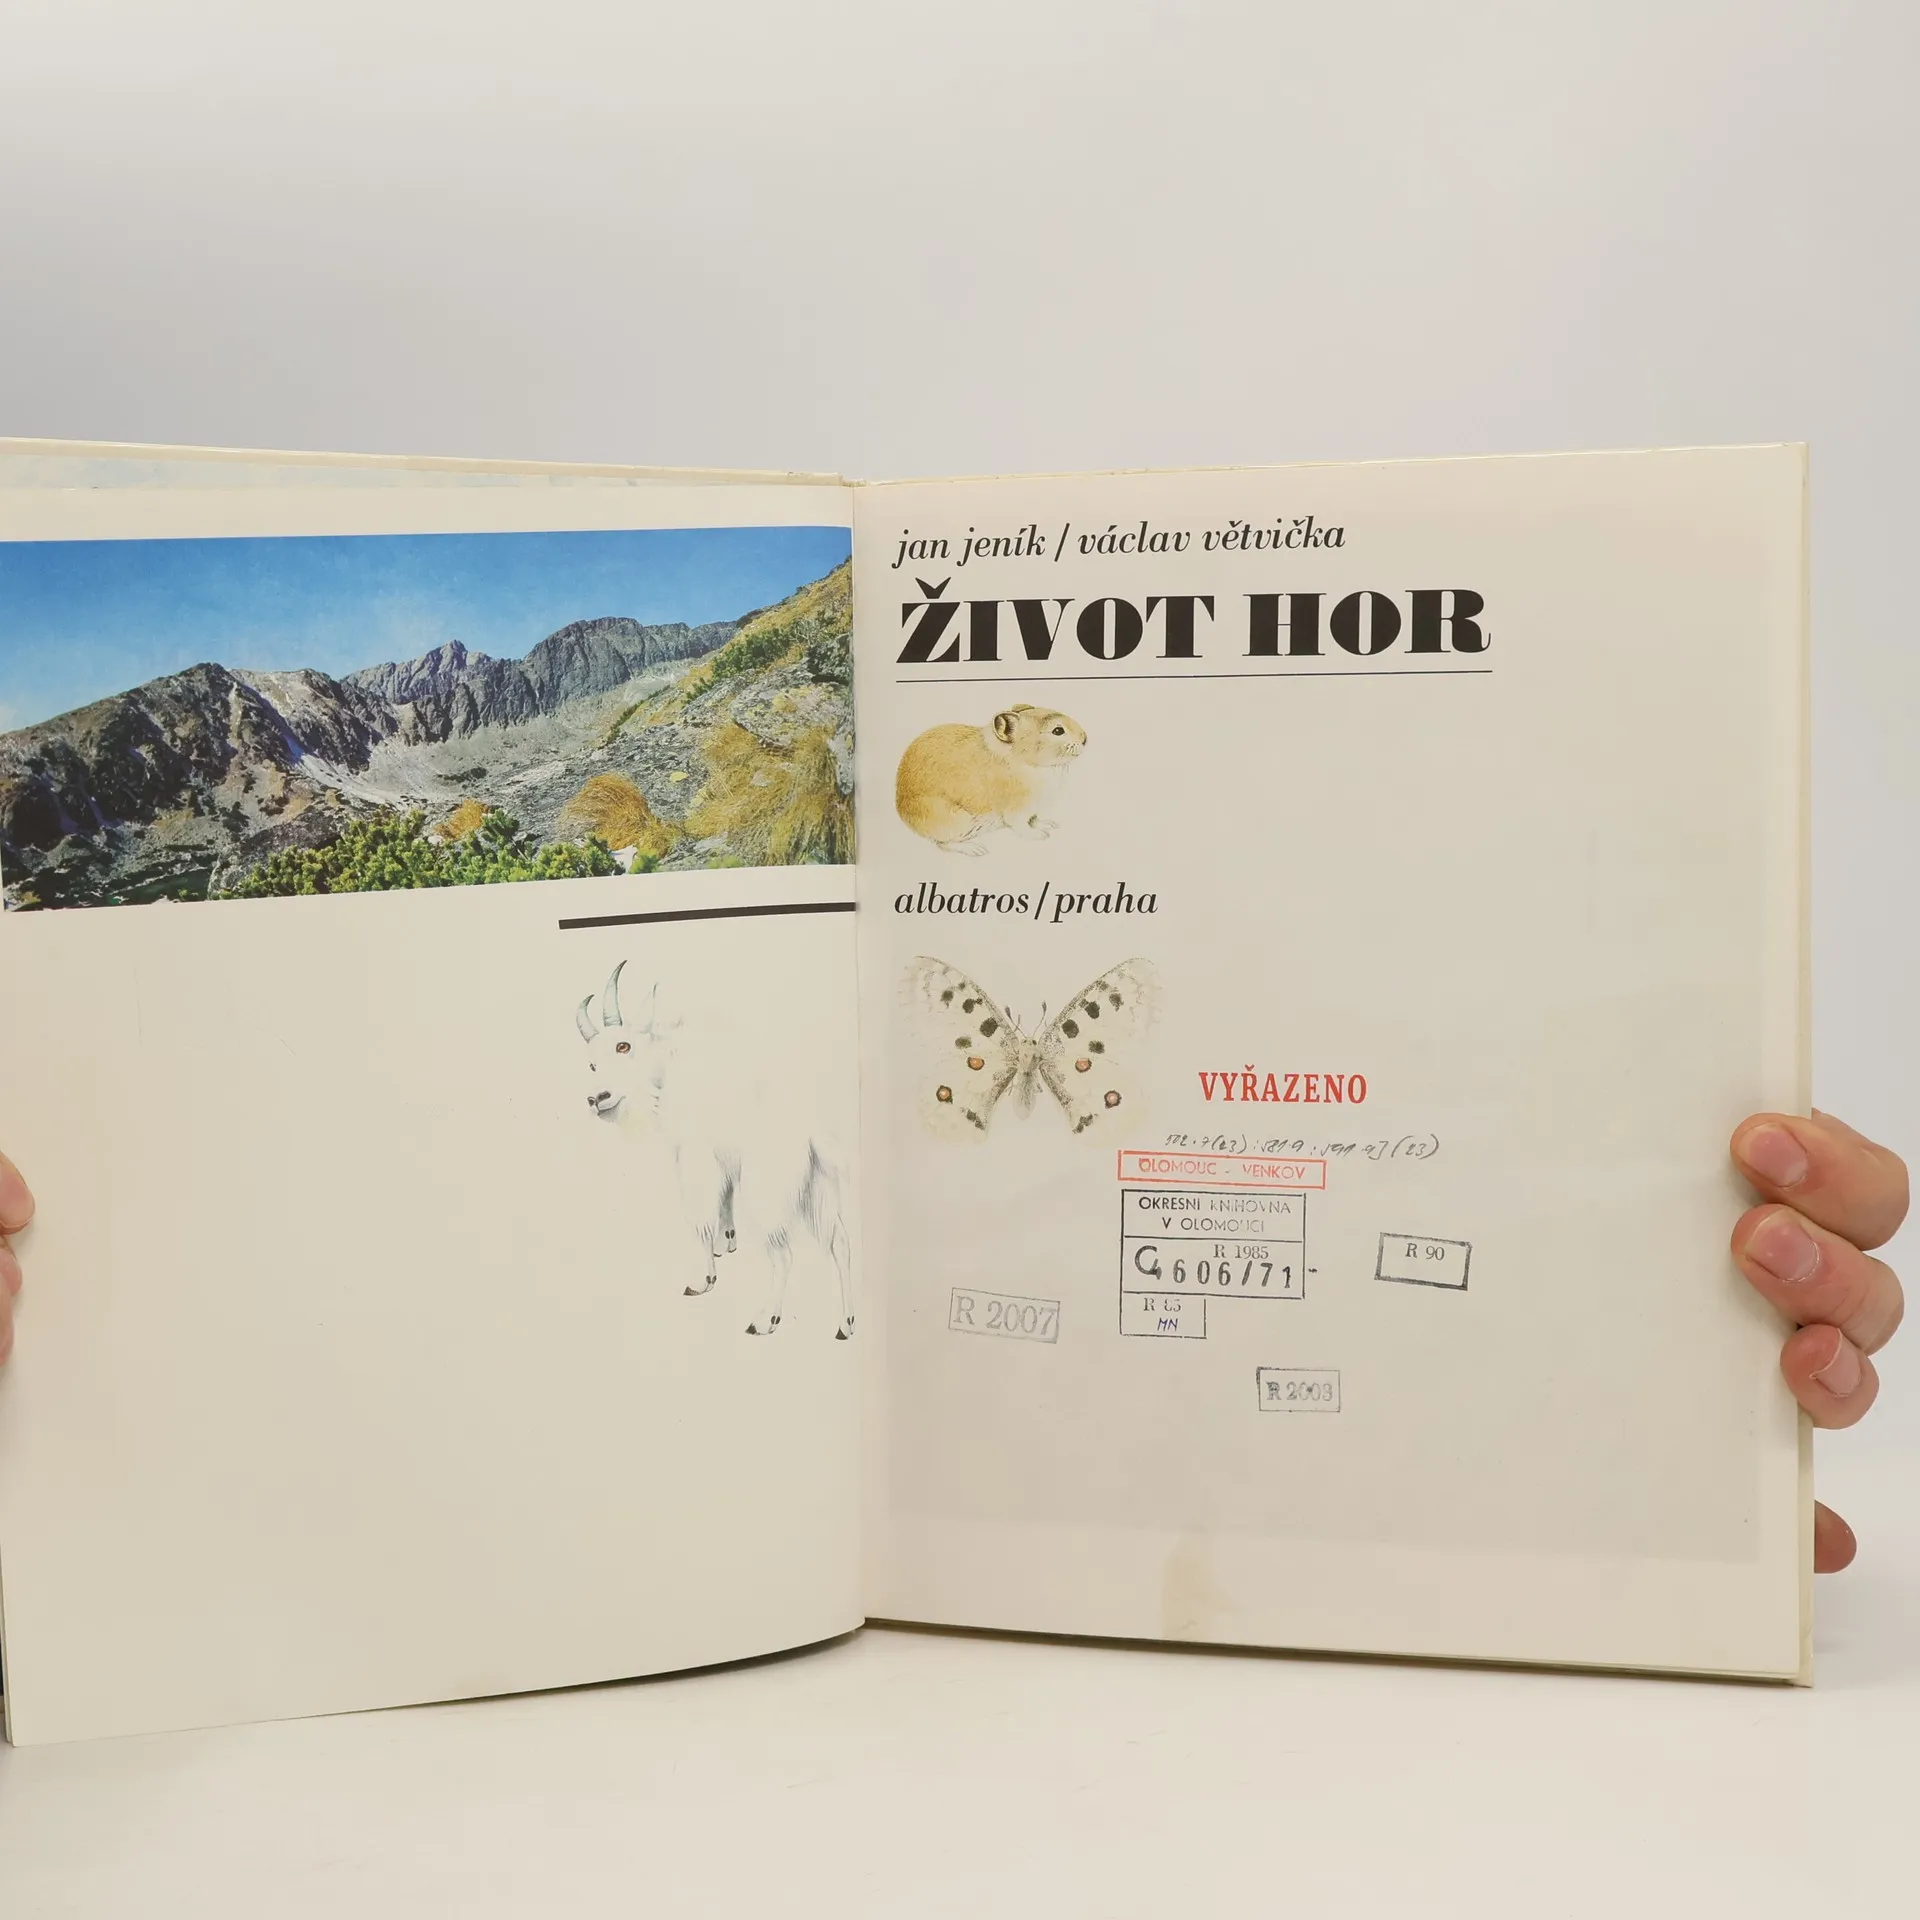 jan jeník / václav větvička
ŽIVOT HOR
albatros / praha
VYŘAZENO
OLOMOUC - VENKOV
OKRESNÍ KNIHOVNA
V OLOMOUCI
R 1985
606/71
R 90
R 85
MN
R 2007